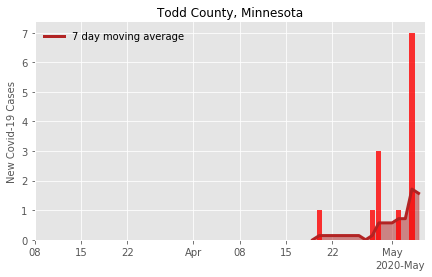 Todd County, Minnesota
7 day moving average
New Covid-19 Cases
7
6
5
4
3
2
1
0
08 15 22 Apr 08 15 22 May
2020-May